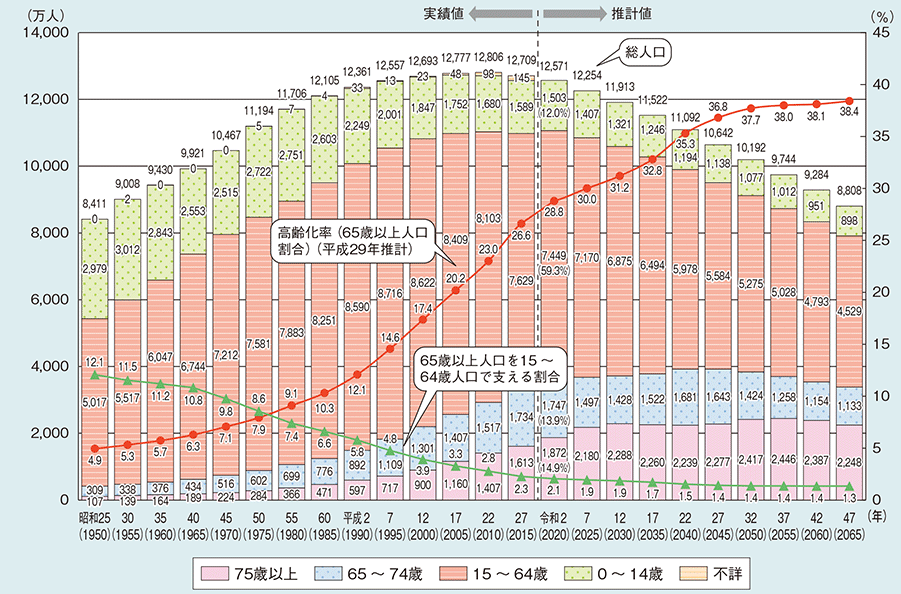 実績値 推計値
（万人） （%）
14,000
12,000
10,000
8,000
6,000
4,000
2,000
0
45
40
35
30
25
20
15
10
5
0
総人口
高齢化率（65歳以上人口
割合）（平成29年推計）
65歳以上人口を15～
64歳人口で支える割合
8,411 9,008 9,430 9,921 10,467 11,194 11,706 12,105 12,361 12,557 12,693 12,777 12,806 12,709 12,571 12,254 11,913 11,522 11,092 10,642 10,192 9,744 9,284 8,808
0 2 0 0 0 5 7 4 33 13 23 48 98 145
2,979 3,012 2,843 2,553 2,515 2,722 2,751 2,603 2,249 2,001 1,847 1,752 1,680 1,589 1,503 1,407 1,321 1,246 1,194 1,138 1,077 1,012 951 898
(12.0%)
5,017 5,517 6,047 6,744 7,212 7,581 7,883 8,251 8,590 8,716 8,622 8,409 8,103 7,629 7,449 7,170 6,875 6,494 5,978 5,584 5,275 5,028 4,793 4,529
(59.3%)
309 338 376 434 516 602 699 776 892 1,109 1,301 1,407 1,517 1,734 1,747 1,497 1,428 1,522 1,681 1,643 1,424 1,258 1,154 1,133
(13.9%)
107 139 164 189 224 284 366 471 597 717 900 1,160 1,407 1,613 1,872 2,180 2,288 2,260 2,239 2,277 2,417 2,446 2,387 2,248
(14.9%)
4.9 5.3 5.7 6.3 7.1 7.9 9.1 10.3 12.1 14.6 17.4 20.2 23.0 26.6 28.8 30.0 31.2 32.8 35.3 36.8 37.7 38.0 38.1 38.4
12.1 11.5 11.2 10.8 9.8 8.6 7.4 6.6 5.8 4.8 3.9 3.3 2.8 2.3 2.1 1.9 1.9 1.7 1.5 1.4 1.4 1.4 1.4 1.3
昭和25 30 35 40 45 50 55 60 平成2 7 12 17 22 27 令和2 7 12 17 22 27 32 37 42 47 （年）
(1950) (1955) (1960) (1965) (1970) (1975) (1980) (1985) (1990) (1995) (2000) (2005) (2010) (2015) (2020) (2025) (2030) (2035) (2040) (2045) (2050) (2055) (2060) (2065)
75歳以上 65～74歳 15～64歳 0～14歳 不詳